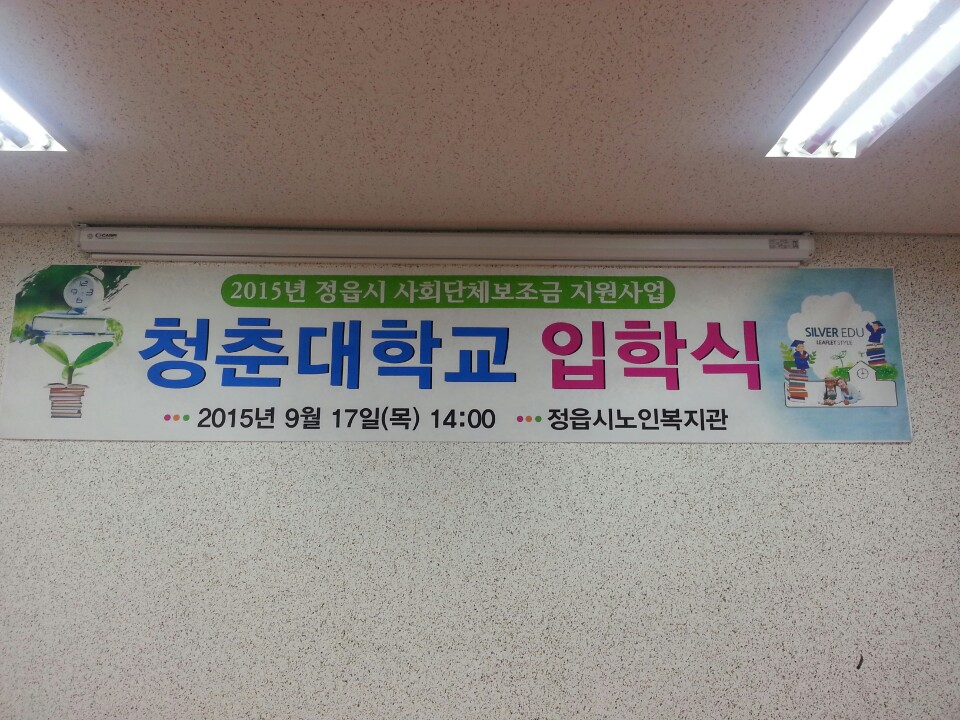 2015년 정읍시 사회단체보조금 지원사업
청춘대학교 입학식
SILVER EDU
LEAFLET STYLE
2015년 9월 17일(목) 14:00 정읍시노인복지관